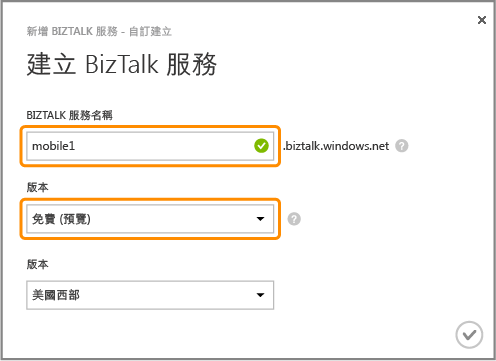 新增 BIZTALK 服務 - 自訂建立
建立 BizTalk 服務
BIZTALK 服務名稱
mobile1 .biztalk.windows.net ?
版本
免費 (預覽) ?
版本
美國西部